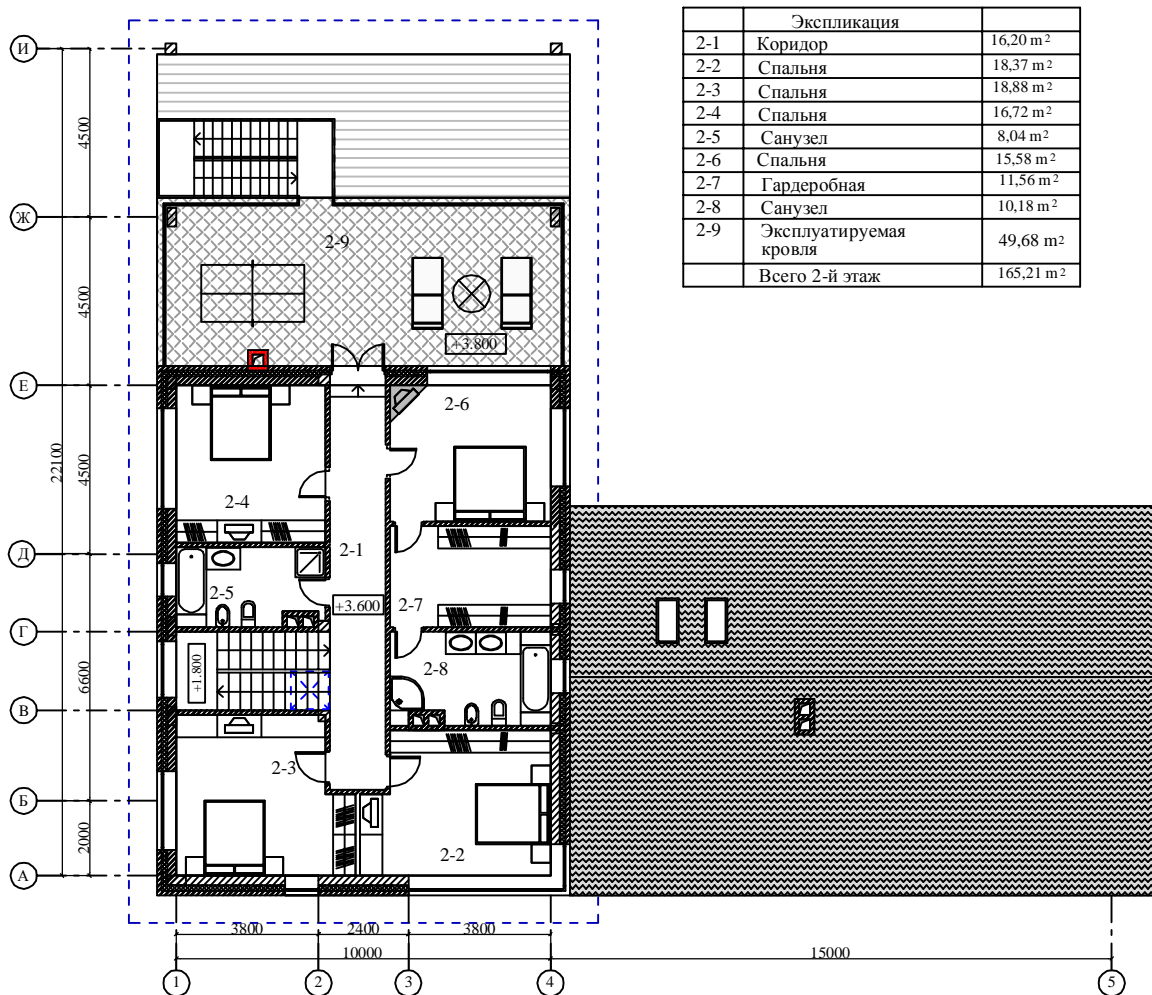 Экспликация
2-1 Коридор 16,20 m²
2-2 Спальня 18,37 m²
2-3 Спальня 18,88 m²
2-4 Спальня 16,72 m²
2-5 Санузел 8,04 m²
2-6 Спальня 15,58 m²
2-7 Гардеробная 11,56 m²
2-8 Санузел 10,18 m²
2-9 Эксплуатируемая
кровля 49,68 m²
Всего 2-й этаж 165,21 m²
И
4500
Ж
2-9
4500
+3.800
Е
2-6
22100
4500
2-4
2-1
Д
2-5
+3.600
2-7
Г
+1.800
2-8
6600
В
2-3
Б
2000
2-2
А
3800
2400
3800
10000
15000
1
2
3
4
5